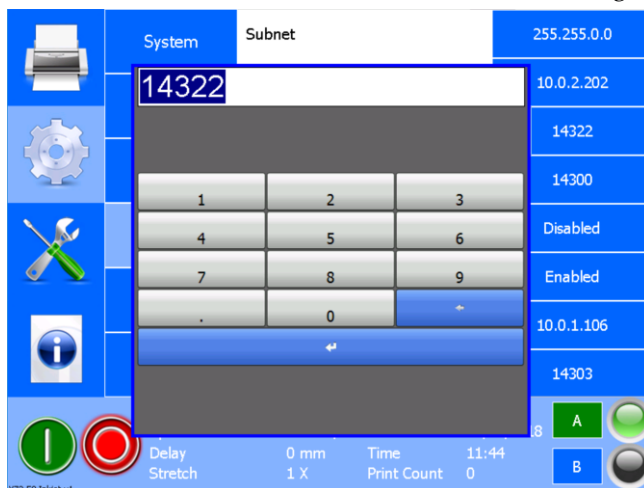 System
Subnet
255.255.0.0
14322
10.0.2.202
14322
14300
1 2 3
4 5 6
7 8 9
. 0
Disabled
Enabled
10.0.1.106
14303
A
Delay 0 mm Time 11:44
Stretch 1 X Print Count 0
B